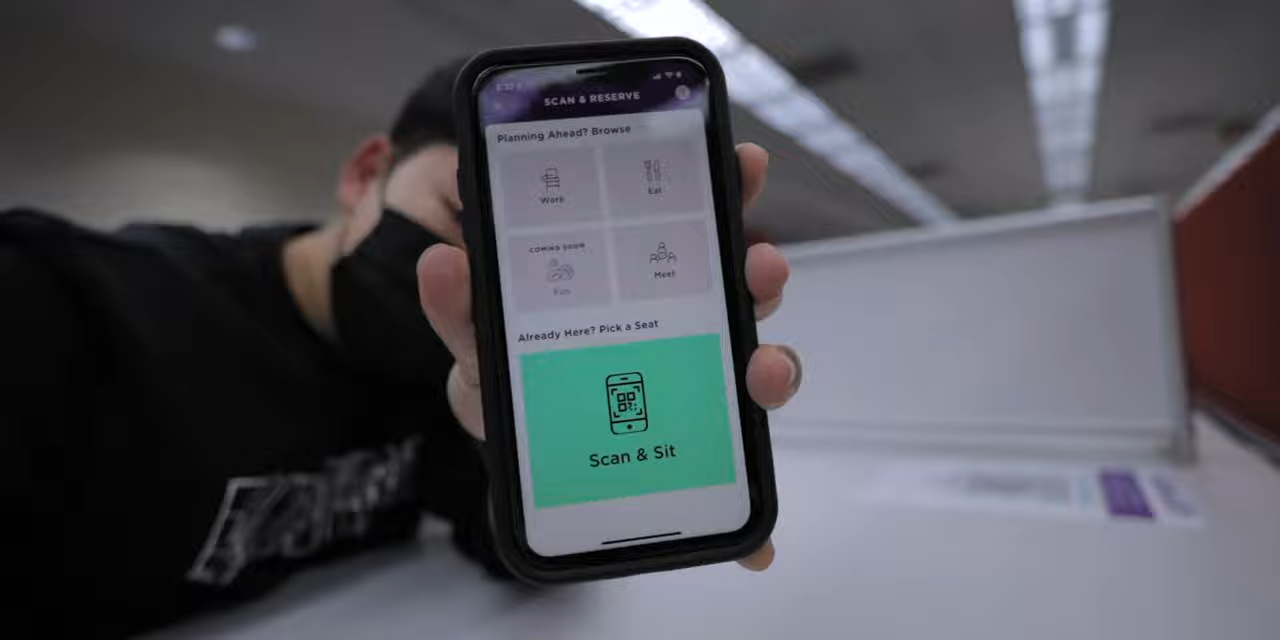 SCAN & RESERVE
Planning Ahead? Browse
Work
Eat
COMING SOON
Fun
Meet
Already Here? Pick a Seat
Scan & Sit